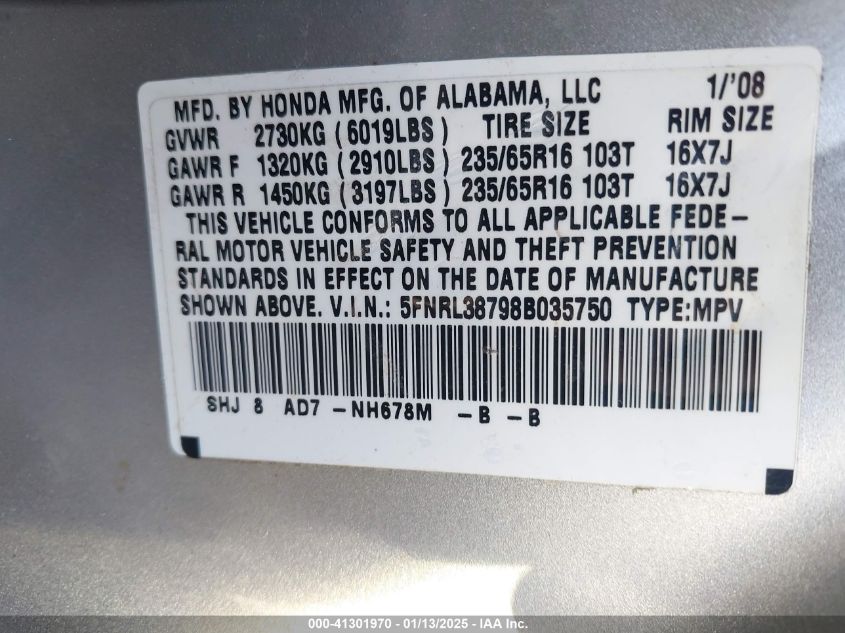 MFD. BY HONDA MFG. OF ALABAMA, LLC 1/'08
GVWR 2730KG (6019LBS) TIRE SIZE RIM SIZE
GAWR F 1320KG (2910LBS) 235/65R16 103T 16X7J
GAWR R 1450KG (3197LBS) 235/65R16 103T 16X7J
THIS VEHICLE CONFORMS TO ALL APPLICABLE FEDE-
RAL MOTOR VEHICLE SAFETY AND THEFT PREVENTION
STANDARDS IN EFFECT ON THE DATE OF MANUFACTURE
SHOWN ABOVE. V.I.N.: 5FNRL38798B035750 TYPE:MPV
SHJ 8 AD7 -NH678M -B -B
000-41301970 - 01/13/2025 - IAA Inc.